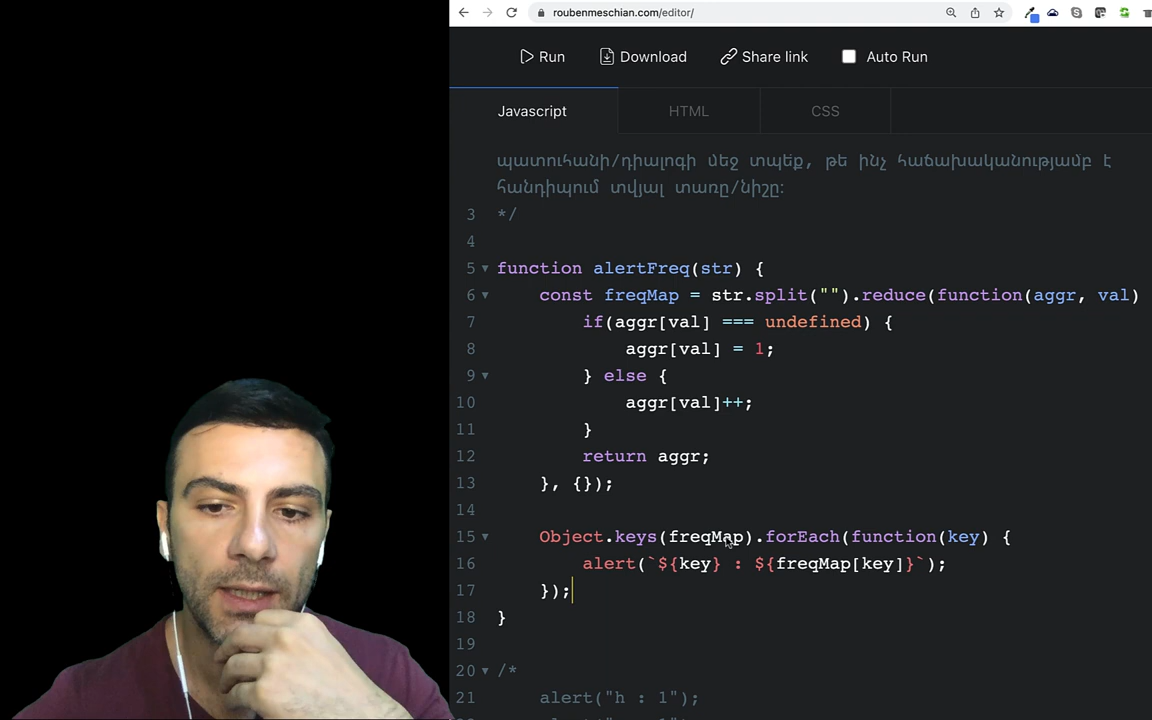 roubenmeschian.com/editor/
Run Download Share link Auto Run
Javascript HTML CSS
պատուհանի/դիալոգի մեջ տպեք, թե ինչ հաճախականությամբ է
հանդիպում տվյալ տառը/նիշը։
3 */
4
5 function alertFreq(str) {
6 const freqMap = str.split("").reduce(function(aggr, val)
7 if(aggr[val] === undefined) {
8 aggr[val] = 1;
9 } else {
10 aggr[val]++;
11 }
12 return aggr;
13 }, {});
14
15 Object.keys(freqMap).forEach(function(key) {
16 alert(`${key} : ${freqMap[key]}`);
17 });
18 }
19
20 /*
21 alert("h : 1");